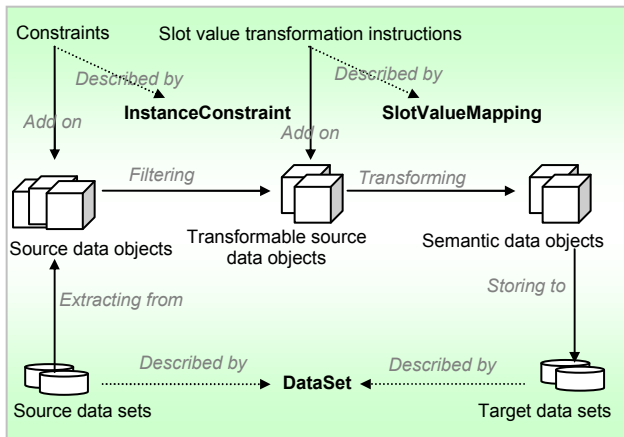 Constraints
Slot value transformation instructions
Described by
Described by
InstanceConstraint
SlotValueMapping
Add on
Add on
Filtering
Transforming
Source data objects
Transformable source
data objects
Semantic data objects
Extracting from
Storing to
Described by
Described by
DataSet
Source data sets
Target data sets